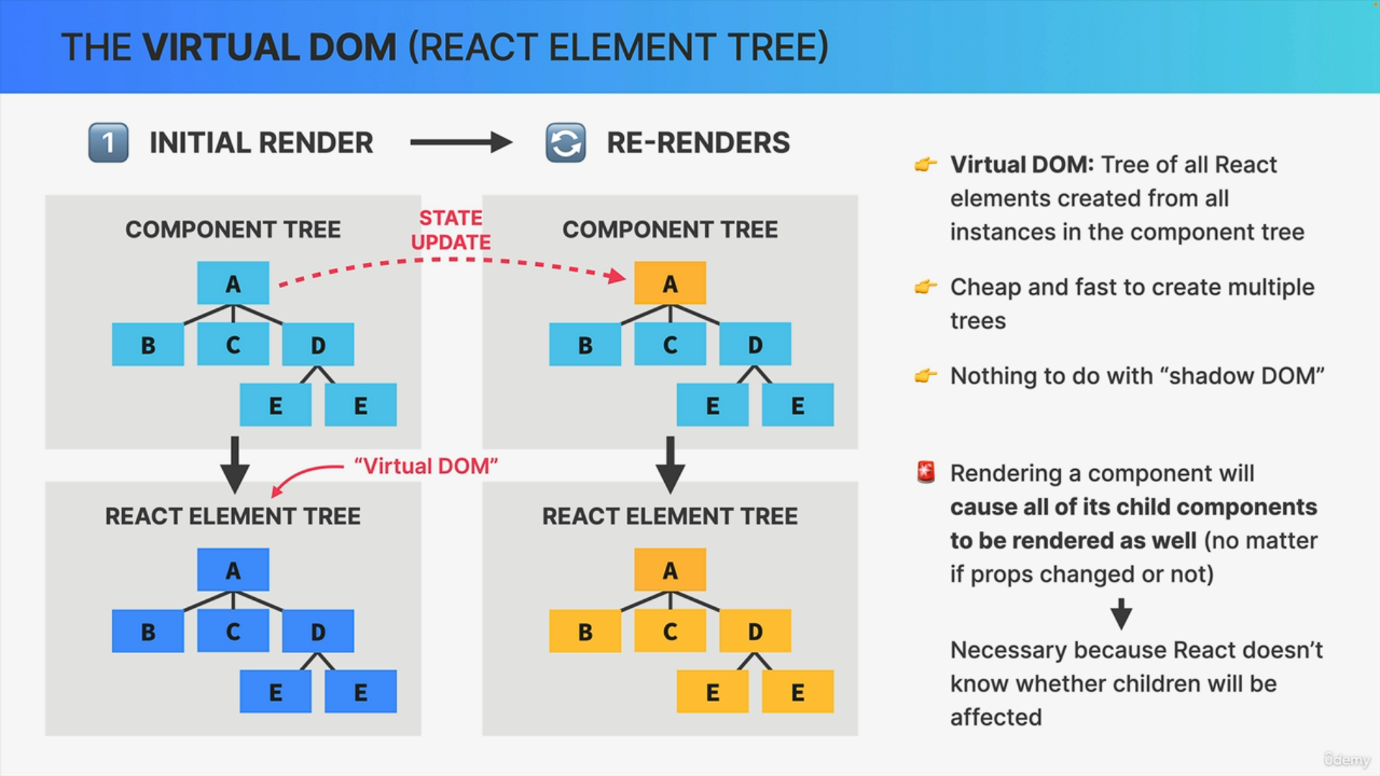 THE VIRTUAL DOM (REACT ELEMENT TREE)
1 INITIAL RENDER
RE-RENDERS
COMPONENT TREE
A
B C D
E E
STATE
UPDATE
COMPONENT TREE
A
B C D
E E
"Virtual DOM"
REACT ELEMENT TREE
A
B C D
E E
REACT ELEMENT TREE
A
B C D
E E
Virtual DOM: Tree of all React
elements created from all
instances in the component tree
Cheap and fast to create multiple
trees
Nothing to do with “shadow DOM”
Rendering a component will
cause all of its child components
to be rendered as well (no matter
if props changed or not)
Necessary because React doesn’t
know whether children will be
affected
ûdemy